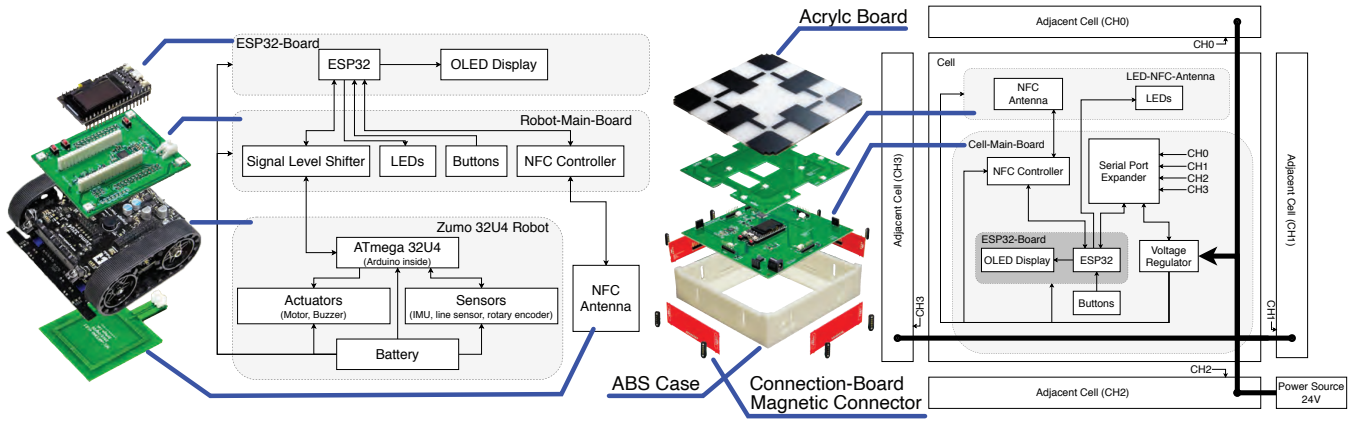 ESP32-Board
ESP32
OLED Display
Robot-Main-Board
Signal Level Shifter
LEDs
Buttons
NFC Controller
Zumo 32U4 Robot
ATmega 32U4
(Arduino inside)
Actuators
(Motor, Buzzer)
Sensors
(IMU, line sensor, rotary encoder)
Battery
NFC
Antenna
Acrylc Board
ABS Case
Connection-Board
Magnetic Connector
Adjacent Cell (CH0)
CH0
Cell
LED-NFC-Antenna
NFC
Antenna
LEDs
Cell-Main-Board
NFC Controller
Serial Port
Expander
CH0
CH1
CH2
CH3
ESP32-Board
OLED Display
ESP32
Voltage
Regulator
Buttons
Adjacent Cell (CH3)
CH3
Adjacent Cell (CH1)
CH1
CH2
Adjacent Cell (CH2)
Power Source
24V